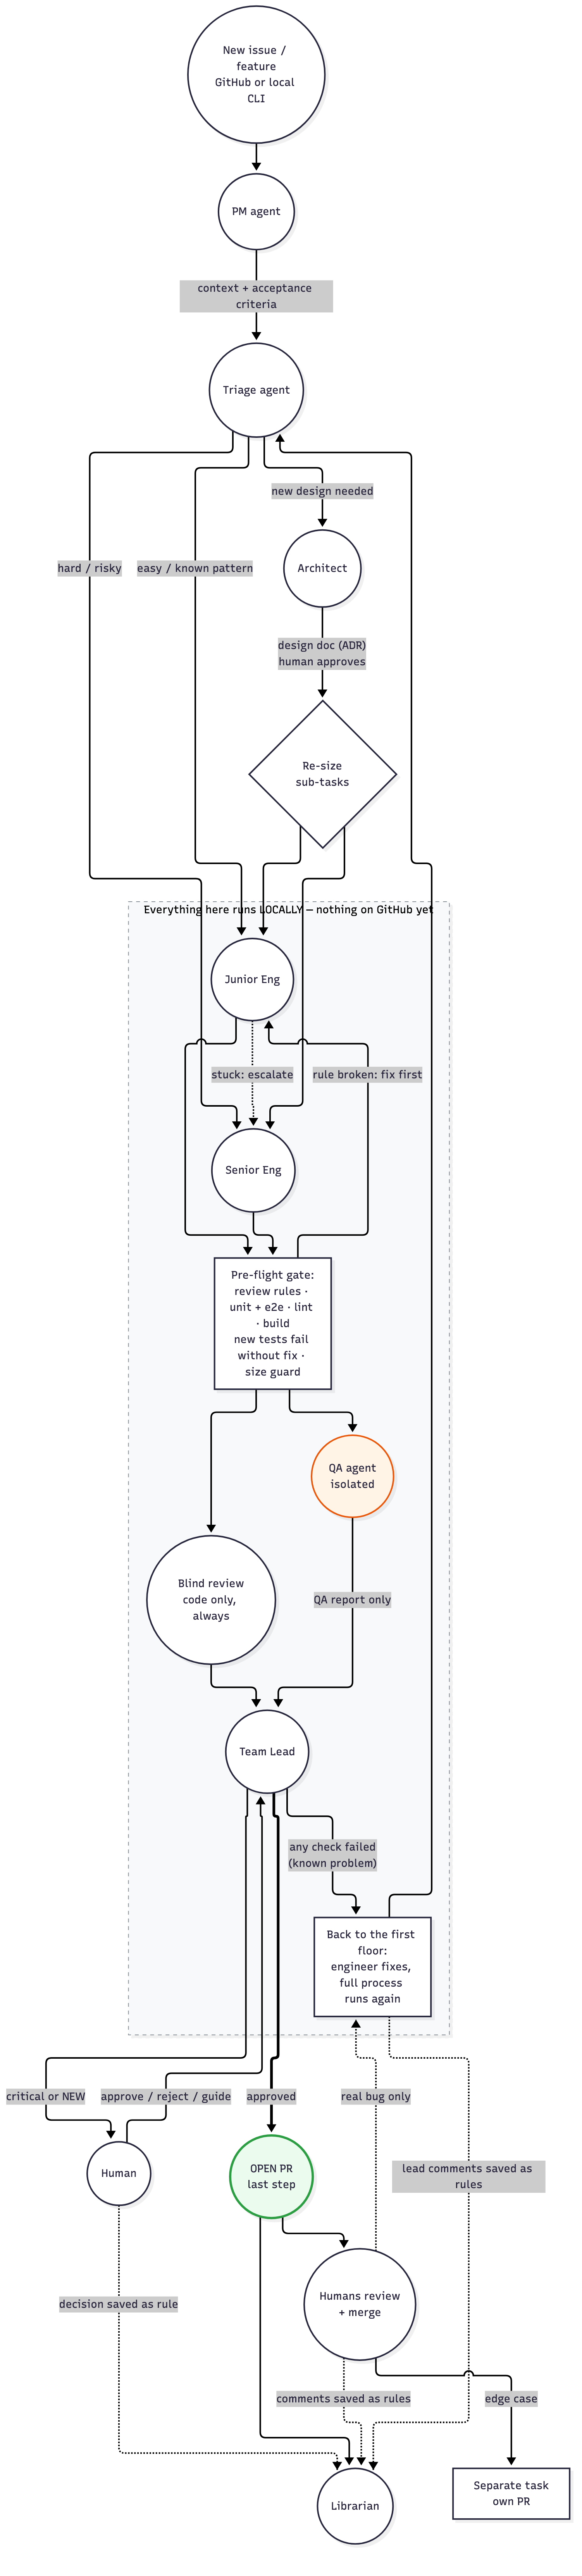 New issue /
feature
GitHub or local
CLI
PM agent
context + acceptance
criteria
Triage agent
new design needed
hard / risky
easy / known pattern
Architect
design doc (ADR)
human approves
Re-size
sub-tasks
Everything here runs LOCALLY — nothing on GitHub yet
Junior Eng
stuck: escalate
rule broken: fix first
Senior Eng
Pre-flight gate:
review rules ·
unit + e2e · lint
· build
new tests fail
without fix ·
size guard
QA agent
isolated
Blind review
code only,
always
QA report only
Team Lead
any check failed
(known problem)
Back to the first
floor:
engineer fixes,
full process
runs again
critical or NEW
approve / reject / guide
approved
real bug only
Human
OPEN PR
last step
lead comments saved as
rules
Humans review
+ merge
decision saved as rule
comments saved as rules
edge case
Librarian
Separate task
own PR